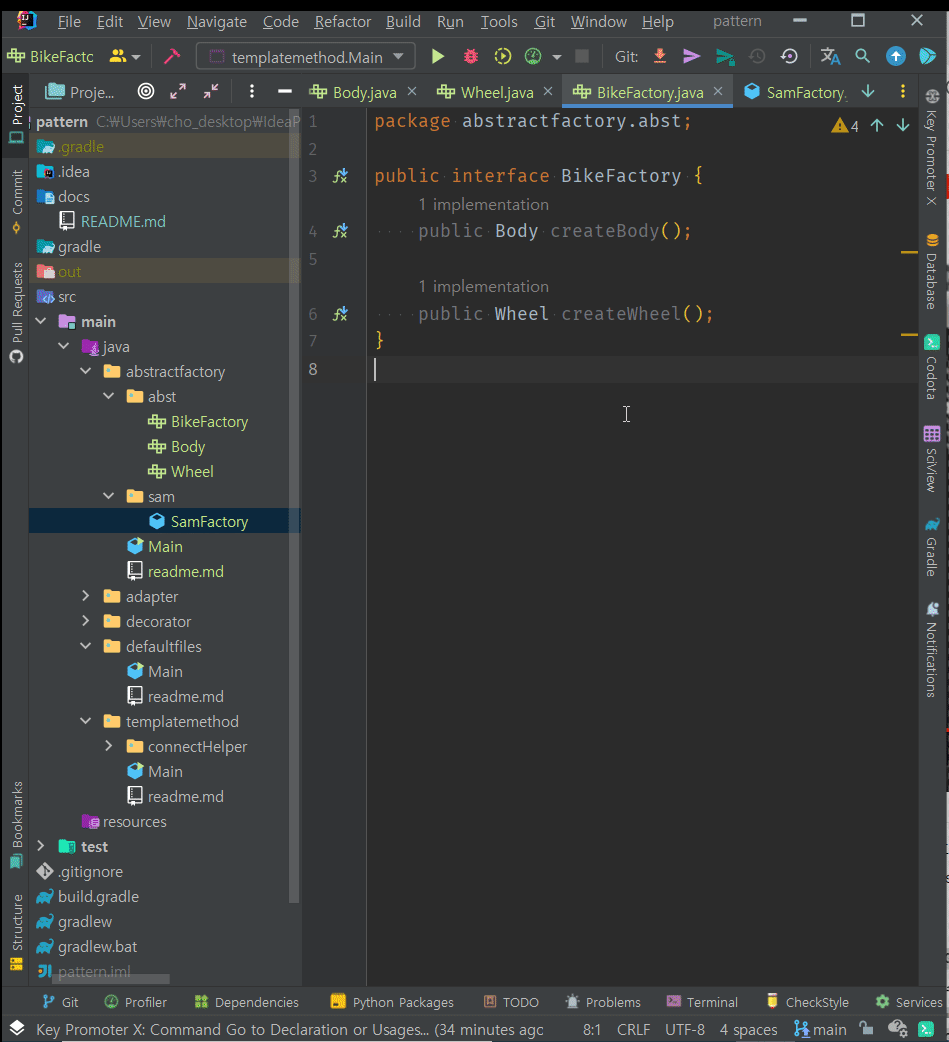 File Edit View Navigate Code Refactor Build Run Tools Git Window Help pattern
BikeFactc templatemethod.Main Git:
Proje... Body.java Wheel.java BikeFactory.java SamFactory.
Project
Commit
Pull Requests
Bookmarks
Structure
pattern C:₩Users₩cho_desktop₩IdeaP
.gradle
.idea
docs
README.md
gradle
out
src
main
java
abstractfactory
abst
BikeFactory
Body
Wheel
sam
SamFactory
Main
readme.md
adapter
decorator
defaultfiles
Main
readme.md
templatemethod
connectHelper
Main
readme.md
resources
test
.gitignore
build.gradle
gradlew
gradlew.bat
pattern.iml
1 package abstractfactory.abst;
4
2
3 public interface BikeFactory {
1 implementation
4 public Body createBody();
5
1 implementation
6 public Wheel createWheel();
7 }
8
Key Promoter X
Database
Codota
SciView
Gradle
Notifications
Git Profiler Dependencies Python Packages TODO Problems Terminal CheckStyle Services
Key Promoter X: Command Go to Declaration or Usages... (34 minutes agc 8:1 CRLF UTF-8 4 spaces main